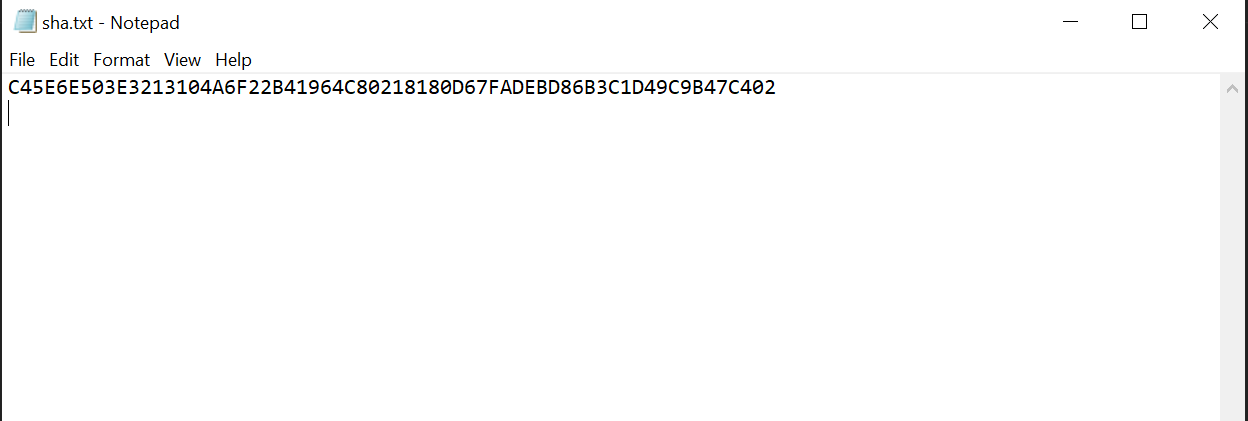 sha.txt - Notepad
File Edit Format View Help
C45E6E503E3213104A6F22B41964C80218180D67FADEBD86B3C1D49C9B47C402